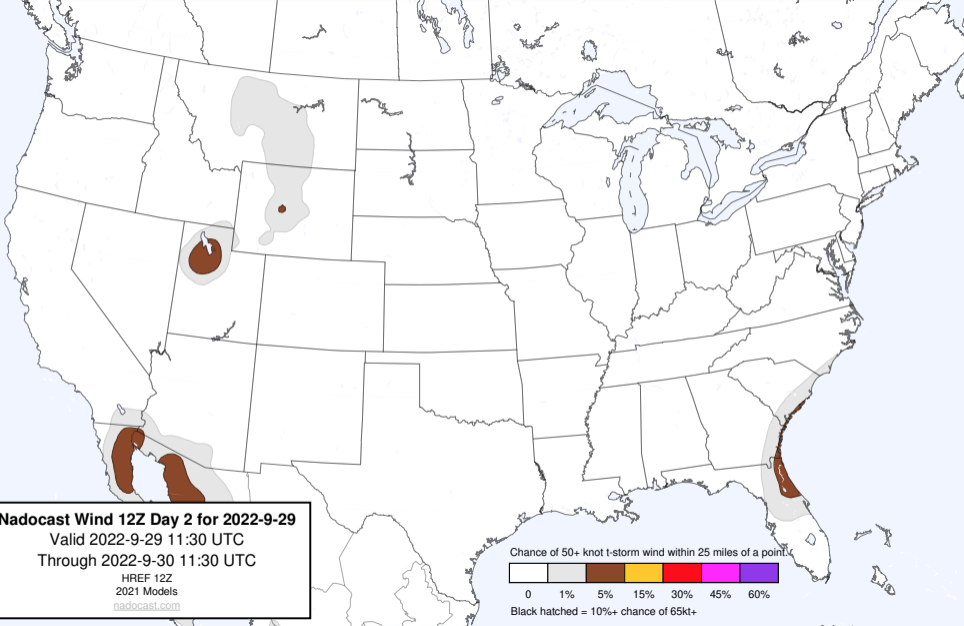 Nadocast Wind 12Z Day 2 for 2022-9-29
Valid 2022-9-29 11:30 UTC
Through 2022-9-30 11:30 UTC
HREF 12Z
2021 Models
nadocast.com
Chance of 50+ knot t-storm wind within 25 miles of a point.
0 1% 5% 15% 30% 45% 60%
Black hatched = 10%+ chance of 65kt+